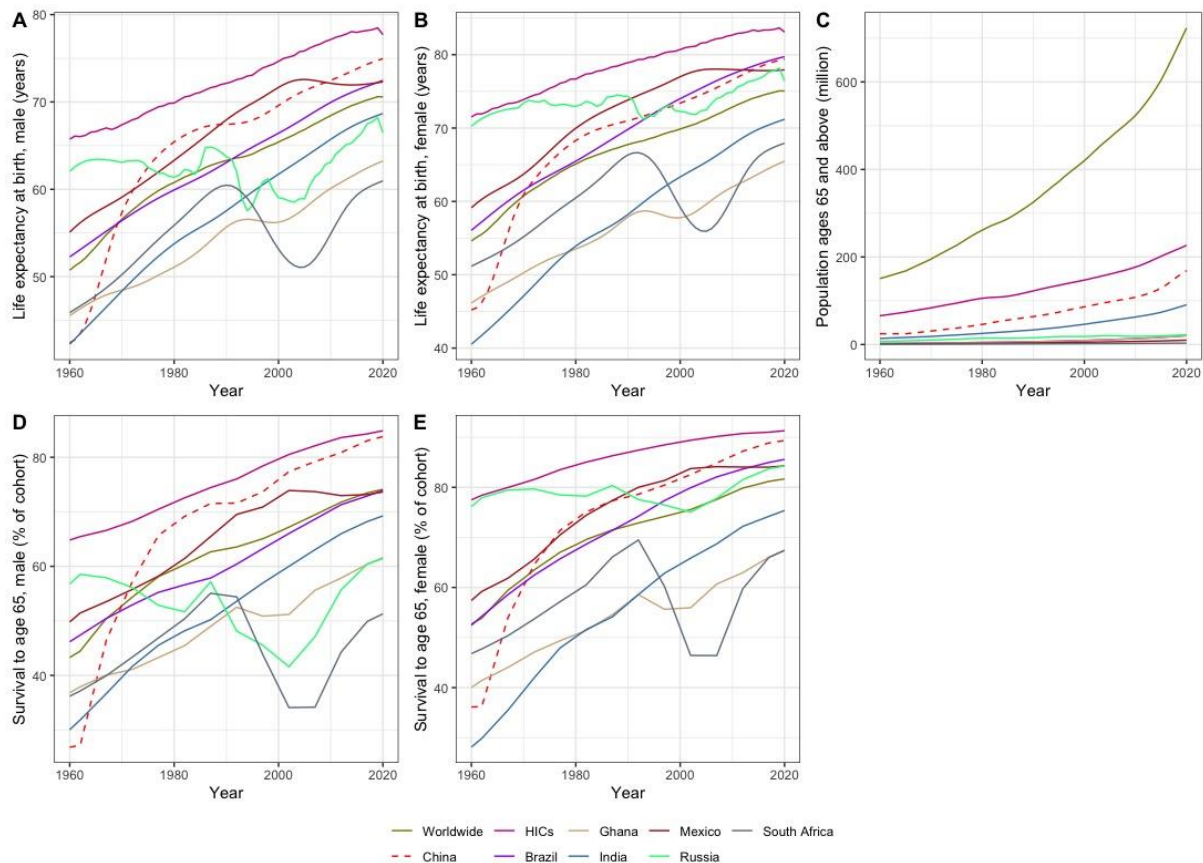 A
Life expectancy at birth, male (years)
80
70
60
50
1960
1980
2000
2020
Year
B
Life expectancy at birth, female (years)
80
70
60
50
40
1960
1980
2000
2020
Year
C
Population ages 65 and above (million)
600
400
200
0
1960
1980
2000
2020
Year
D
Survival to age 65, male (% of cohort)
80
60
40
1960
1980
2000
2020
Year
E
Survival to age 65, female (% of cohort)
80
60
40
1960
1980
2000
2020
Year
Worldwide HICs Ghana Mexico South Africa
China Brazil India Russia